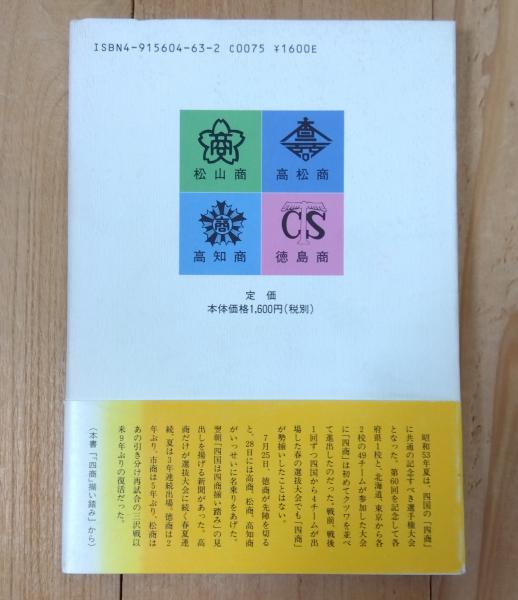 ISBN4-915604-63-2 C0075 ¥1600E
商
松山商
高松商
商
高知商
CTS
徳島商
定価
本体価格1,600円(税別)
昭和53年夏は、四国の「四商」
に共通の記念すべき選手権大会
となった。第60回を記念して各
府県1校と、北海道、東京から各
2校の49チームが参加した大会
に「四商」は初めてクツワを並べ
て進出したのだった。戦前、戦後
1回ずつ四国から4チームが出
場した春の選抜大会でも「四商」
が勢揃いしたことはない。
7月25日、徳商が先陣を切る
と、28日には高商、松商、高知商
がいっせいに名乗りをあげた。
翌朝「四国は四商揃い踏み」の見
出しを掲げる新聞があった。高
商だけが選抜大会に続く春夏連
続、夏は3年連続出場。徳商は2
年ぶり。市商は5年ぶり。松商は
あの引き分け再試合の三沢戦以
来9年ぶりの復活だった。
〈本書「「四商」揃い踏み」から〉